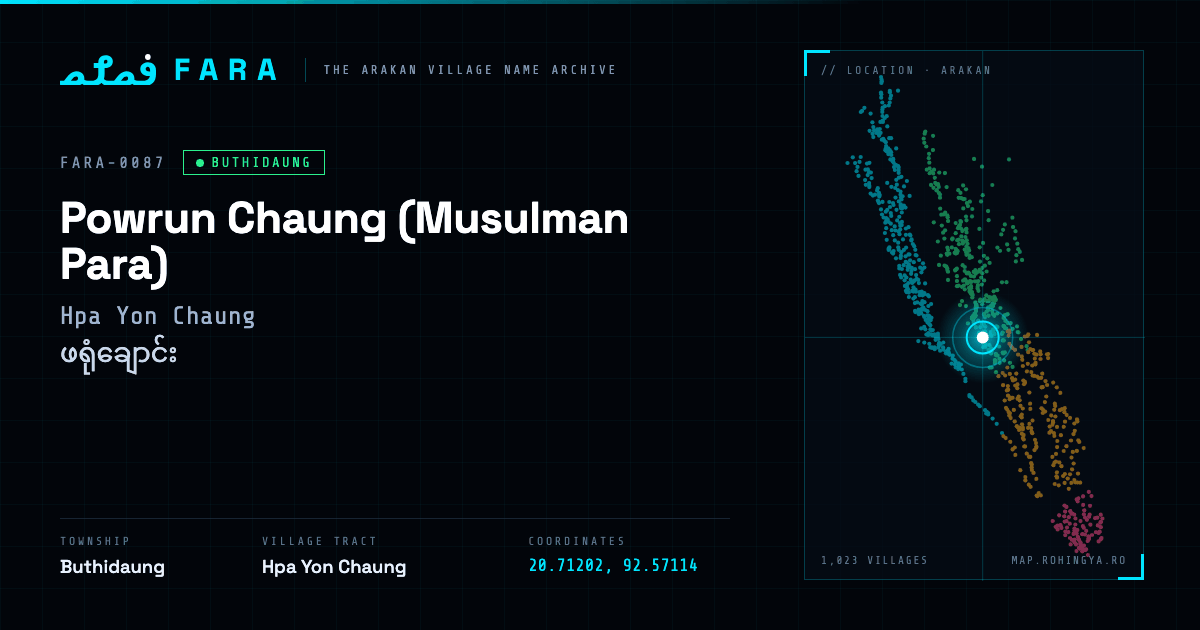 FARA
THE ARAKAN VILLAGE NAME ARCHIVE
FARA-0087
BUTHIDAUNG
Powrun Chaung (Musulman
Para)
Hpa Yon Chaung
ဖရုံချောင်း
TOWNSHIP
Buthidaung
VILLAGE TRACT
Hpa Yon Chaung
COORDINATES
20.71202, 92.57114
// LOCATION · ARAKAN
1,023 VILLAGES
MAP.ROHINGYA.RO